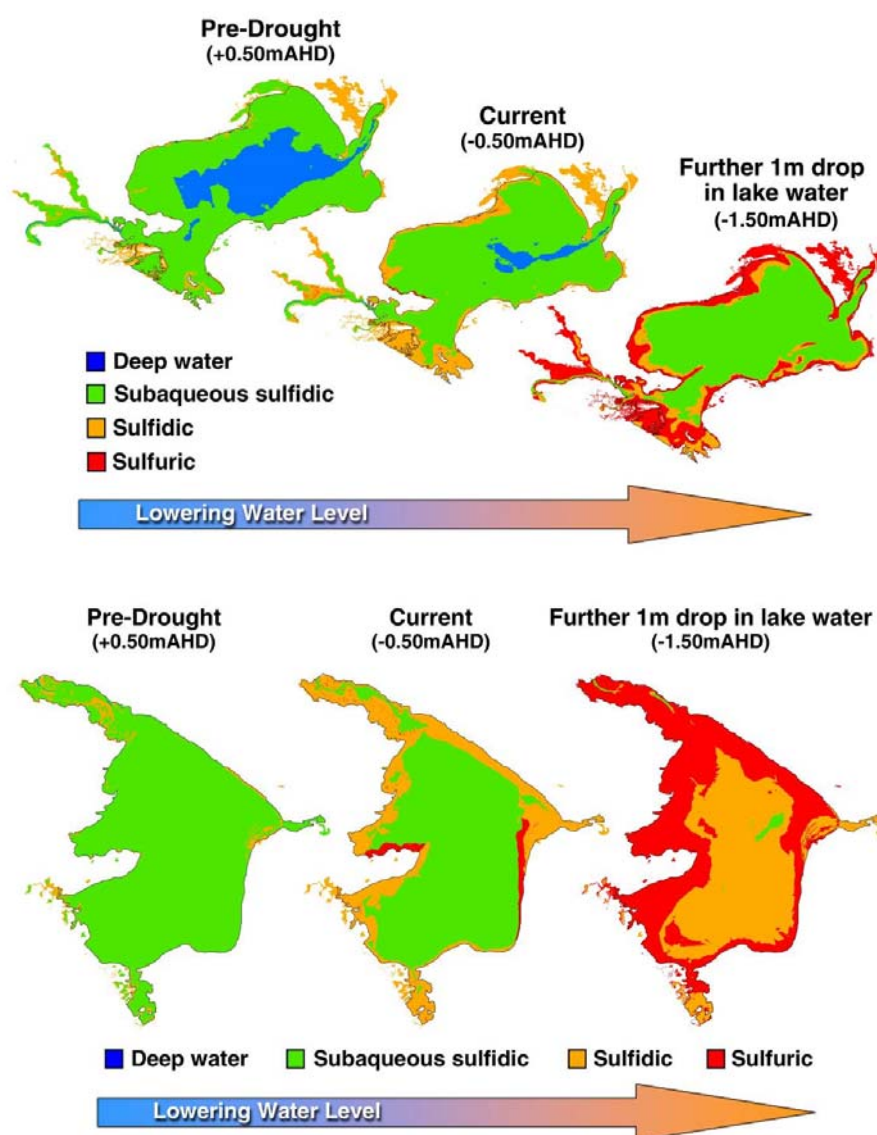 Pre-Drought
(+0.50mAHD)
Current
(-0.50mAHD)
Further 1m drop
in lake water
(-1.50mAHD)
Deep water
Subaqueous sulfidic
Sulfidic
Sulfuric
Lowering Water Level
Pre-Drought
(+0.50mAHD)
Current
(-0.50mAHD)
Further 1m drop in lake water
(-1.50mAHD)
Deep water
Subaqueous sulfidic
Sulfidic
Sulfuric
Lowering Water Level